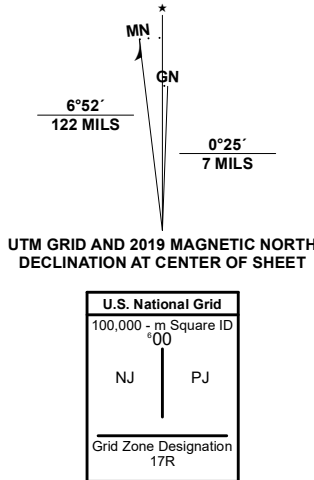 ★
MN
GN
6°52´
122 MILS
0°25´
7 MILS
UTM GRID AND 2019 MAGNETIC NORTH
DECLINATION AT CENTER OF SHEET
U.S. National Grid
100,000 - m Square ID
⁶00
NJ PJ
Grid Zone Designation
17R